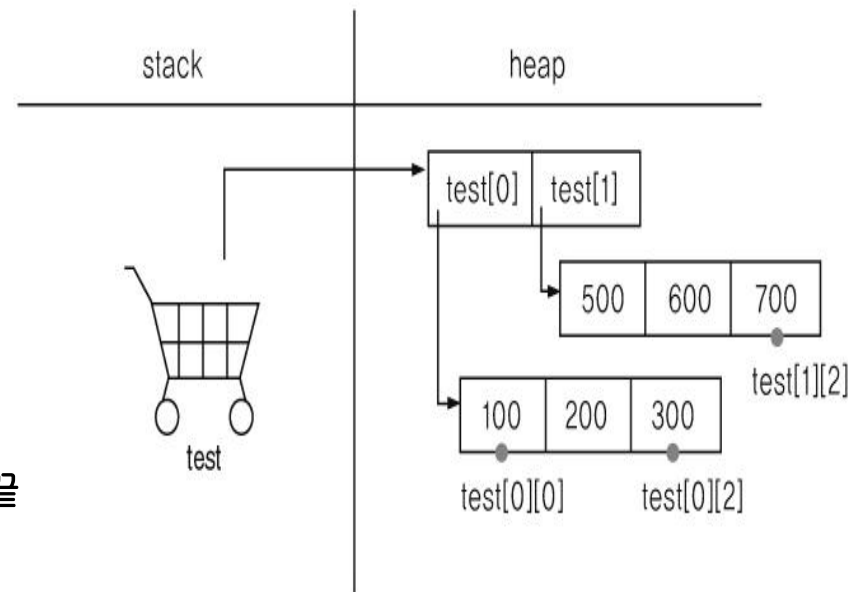 stack heap
test[0] test[1]
500 600 700
test[1][2]
100 200 300
test
test[0][0] test[0][2]